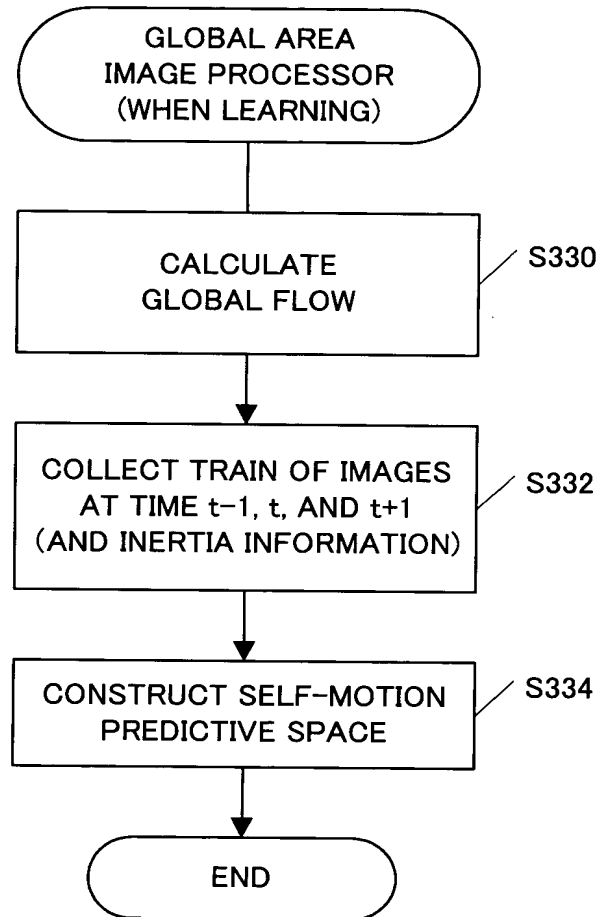 GLOBAL AREA
IMAGE PROCESSOR
(WHEN LEARNING)
CALCULATE
GLOBAL FLOW
S330
COLLECT TRAIN OF IMAGES
AT TIME t−1, t, AND t+1
(AND INERTIA INFORMATION)
S332
CONSTRUCT SELF−MOTION
PREDICTIVE SPACE
S334
END